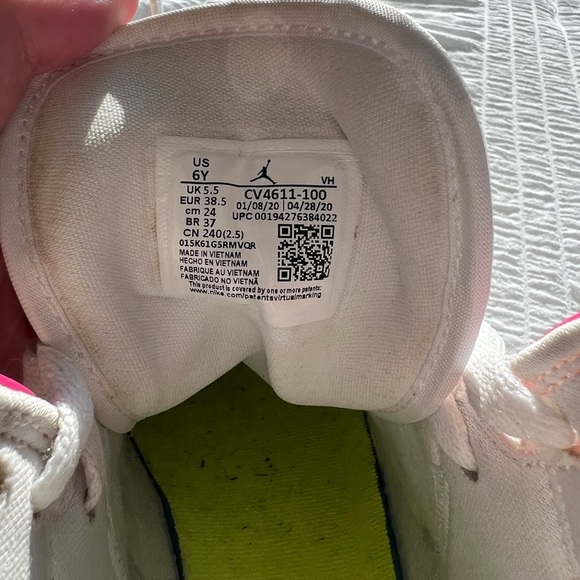 US
6Y
VH
UK 5.5
CV4611-100
EUR 38.5
01/08/20 | 04/28/20
cm 24
UPC 00194276384022
BR 37
CN 240(2.5)
015K61G5RMVQR
MADE IN VIETNAM
HECHO EN VIETNAM
FABRIQUE AU VIETNAM
FABRICADO NO VIETNÃ
This product is covered by one or more patents:
www.nike.com/patentsvirtualmarking